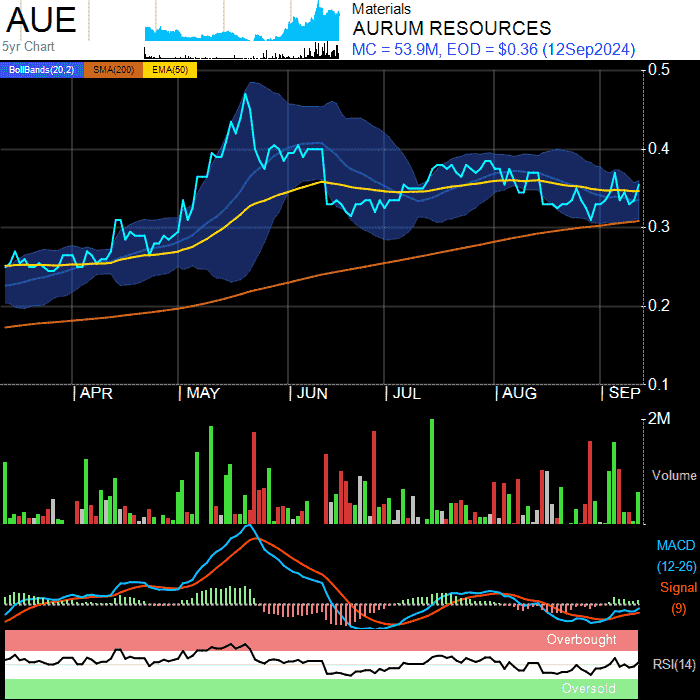 AUE
5yr Chart
Materials
AURUM RESOURCES
MC = 53.9M, EOD = $0.36 (12Sep2024)
BollBands(20,2) SMA(200) EMA(50)
0.5
0.4
0.3
0.2
0.1
APR MAY JUN JUL AUG SEP
2M
Volume
MACD
(12-26)
Signal
(9)
Overbought
RSI(14)
Oversold